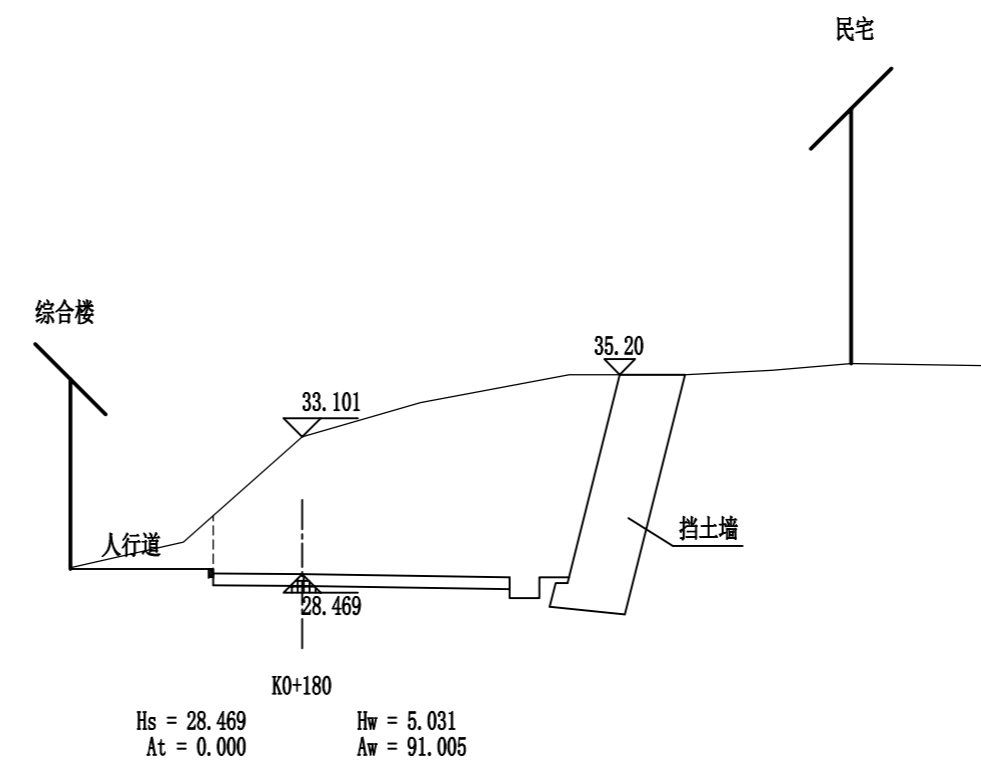 民宅
综合楼
35.20
33.101
人行道
挡土墙
28.469
K0+180
Hs = 28.469 Hw = 5.031
At = 0.000 Aw = 91.005